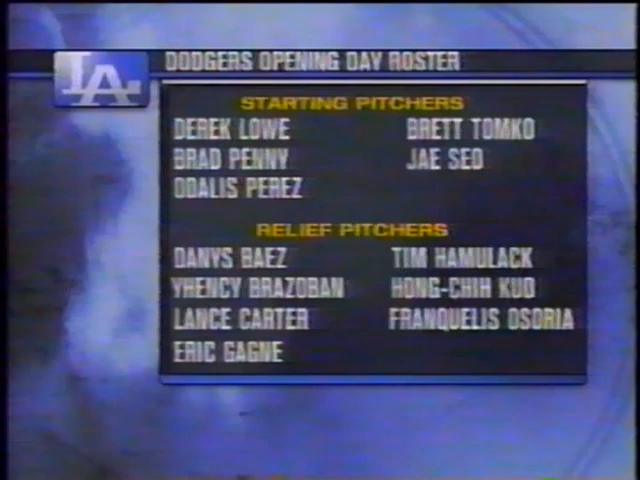 LA
DODGERS OPENING DAY ROSTER
STARTING PITCHERS
DEREK LOWE
BRETT TOMKO
BRAD PENNY
JAE SEO
ODALIS PEREZ
RELIEF PITCHERS
DANYS BAEZ
TIM HAMULACK
YHENCY BRAZOBAN
HONG-CHIH KUO
LANCE CARTER
FRANQUELIS OSORIA
ERIC GAGNE